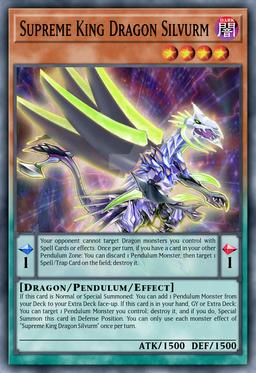 SUPREME KING DRAGON SILVURM
DARK
闇
Your opponent cannot target Dragon monsters you control with
Spell Cards or effects. Once per turn, if you have a card in your other
Pendulum Zone: You can discard 1 Pendulum Monster, then target 1
Spell/Trap Card on the field; destroy it.
1
1
[DRAGON/PENDULUM/EFFECT]
If this card is Normal or Special Summoned: You can add 1 Pendulum Monster from
your Deck to your Extra Deck face-up. If this card is in your hand, GY or Extra Deck:
You can target 1 Pendulum Monster you control; destroy it, and if you do, Special
Summon this card in Defense Position. You can only use each monster effect of
"Supreme King Dragon Silvurm" once per turn.
ATK/1500 DEF/1500